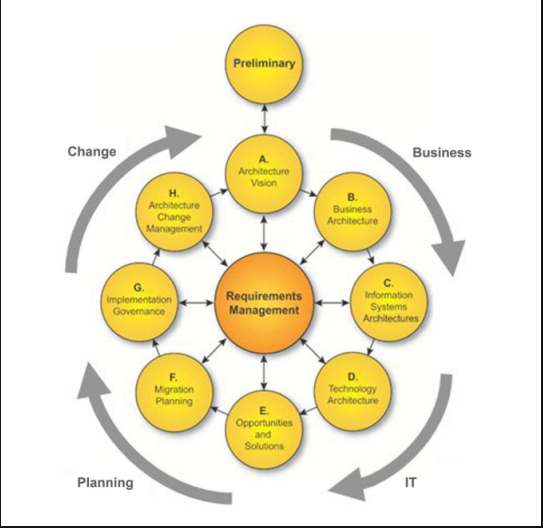 Preliminary
Change
Business
A.
Architecture
Vision
H.
Architecture
Change
Management
B.
Business
Architecture
G.
Implementation
Governance
Requirements
Management
C.
Information
Systems
Architectures
F.
Migration
Planning
D.
Technology
Architecture
E.
Opportunities
and
Solutions
Planning
IT